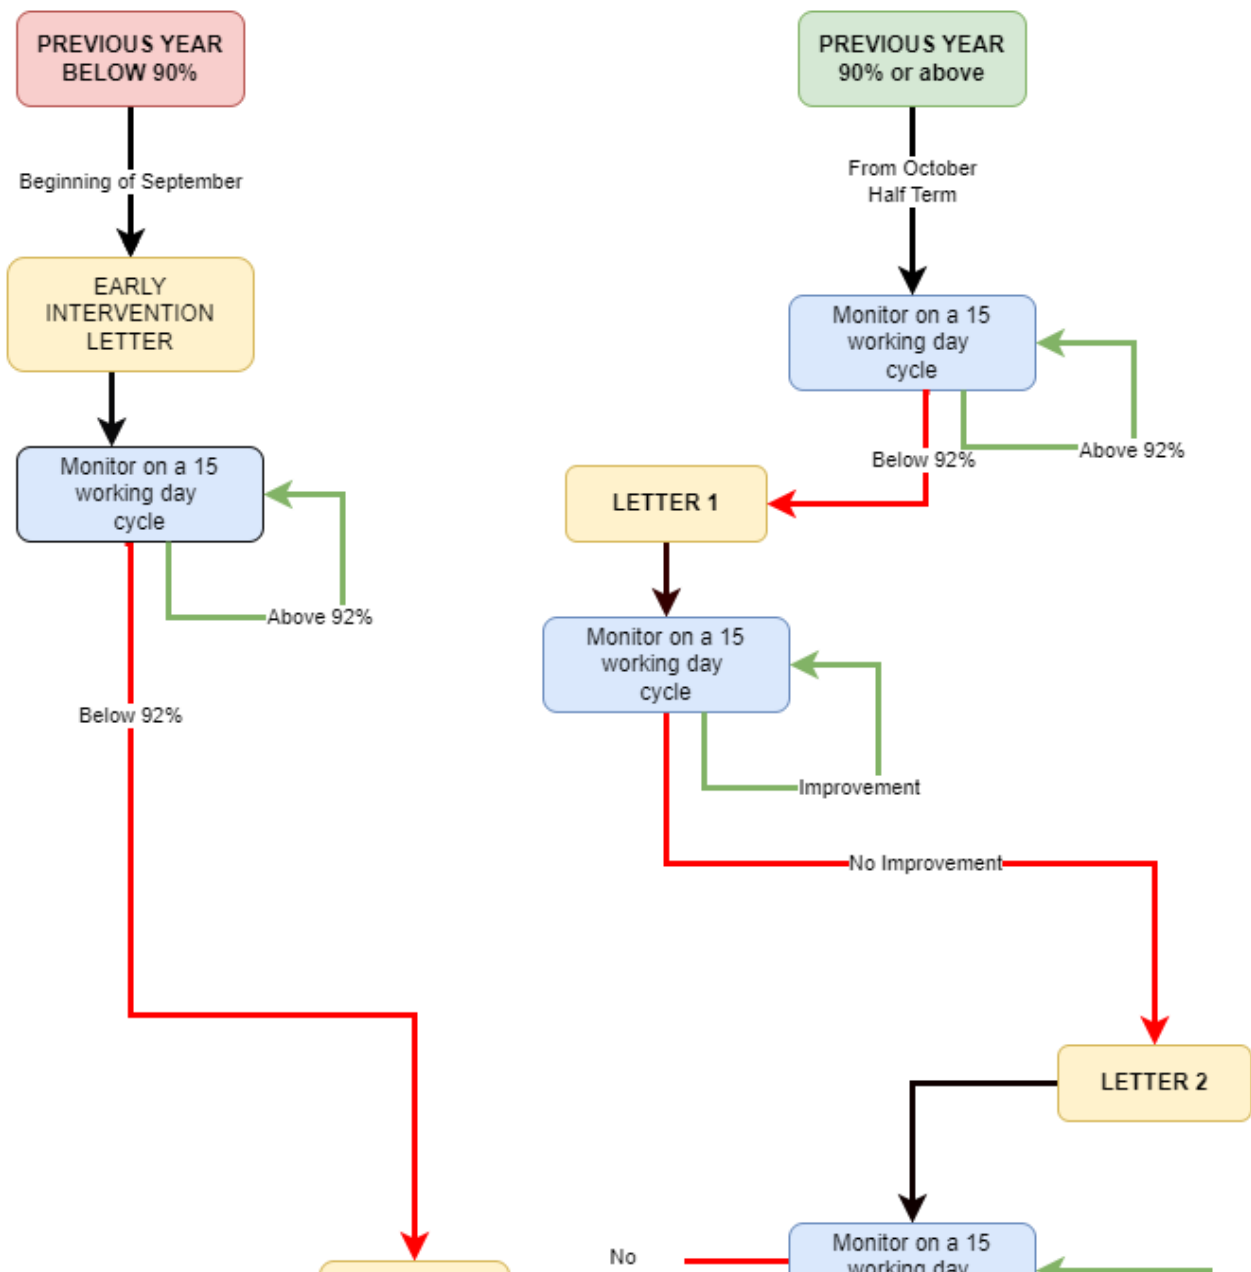 PREVIOUS YEAR
BELOW 90%
PREVIOUS YEAR
90% or above
Beginning of September
From October
Half Term
EARLY
INTERVENTION
LETTER
Monitor on a 15
working day
cycle
Above 92%
Below 92%
Monitor on a 15
working day
cycle
Above 92%
Below 92%
LETTER 1
Monitor on a 15
working day
cycle
Improvement
No Improvement
LETTER 2
Monitor on a 15
working day
No